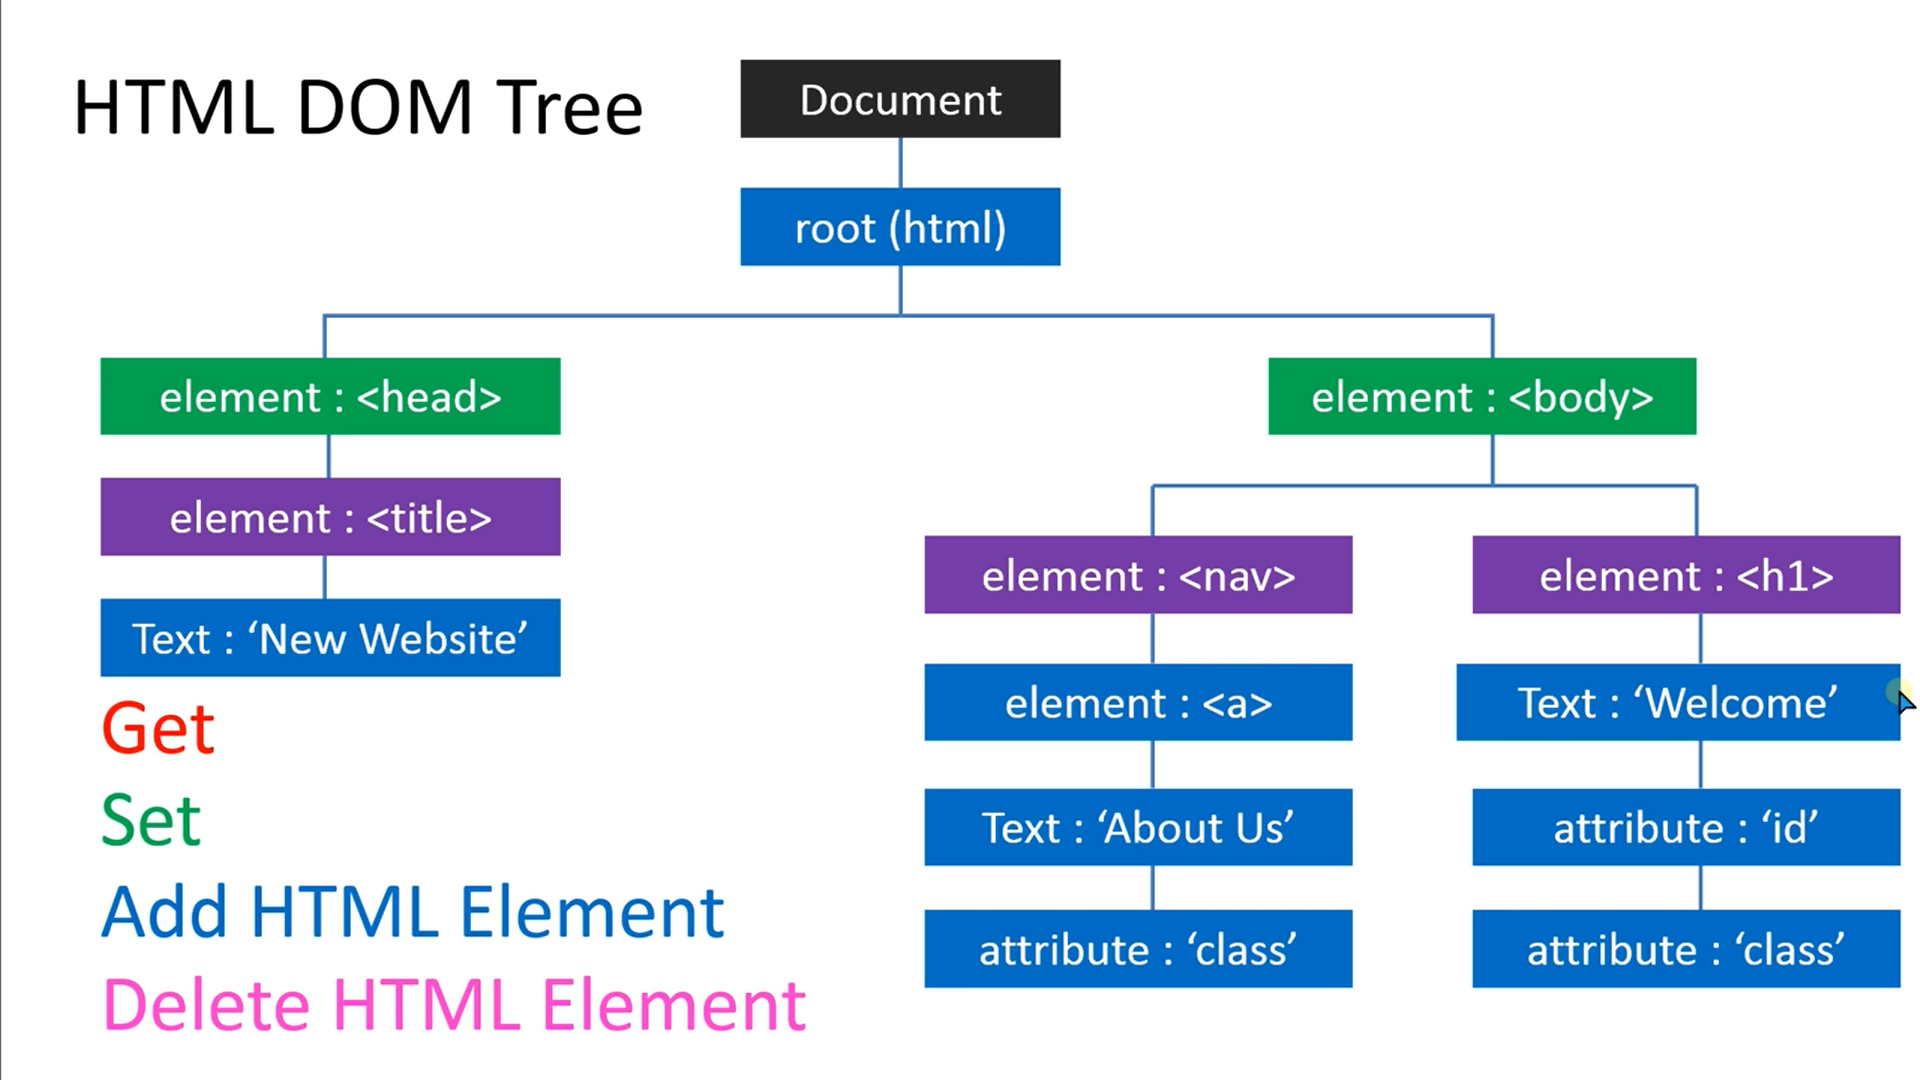 HTML DOM Tree
Document
root (html)
element : <head>
element : <body>
element : <title>
element : <nav>
element : <h1>
Text : ‘New Website’
element : <a>
Text : ‘Welcome’
Get
Set
Text : ‘About Us’
attribute : ‘id’
Add HTML Element
attribute : ‘class’
attribute : ‘class’
Delete HTML Element